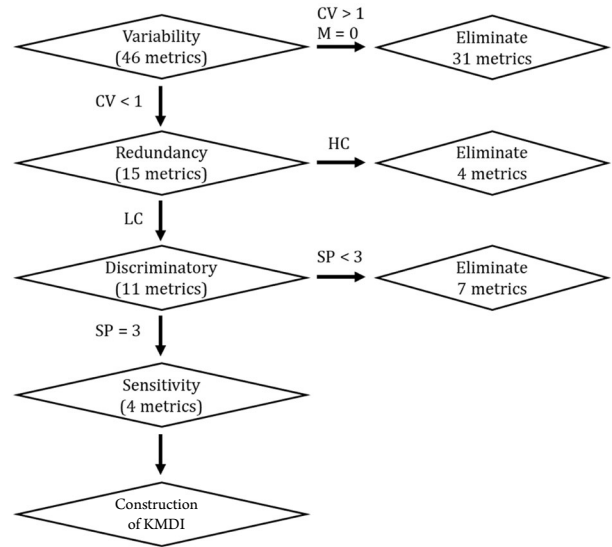 Variability
(46 metrics)
CV > 1
M = 0
Eliminate
31 metrics
CV < 1
Redundancy
(15 metrics)
HC
Eliminate
4 metrics
LC
Discriminatory
(11 metrics)
SP < 3
Eliminate
7 metrics
SP = 3
Sensitivity
(4 metrics)
Construction
of KMDI